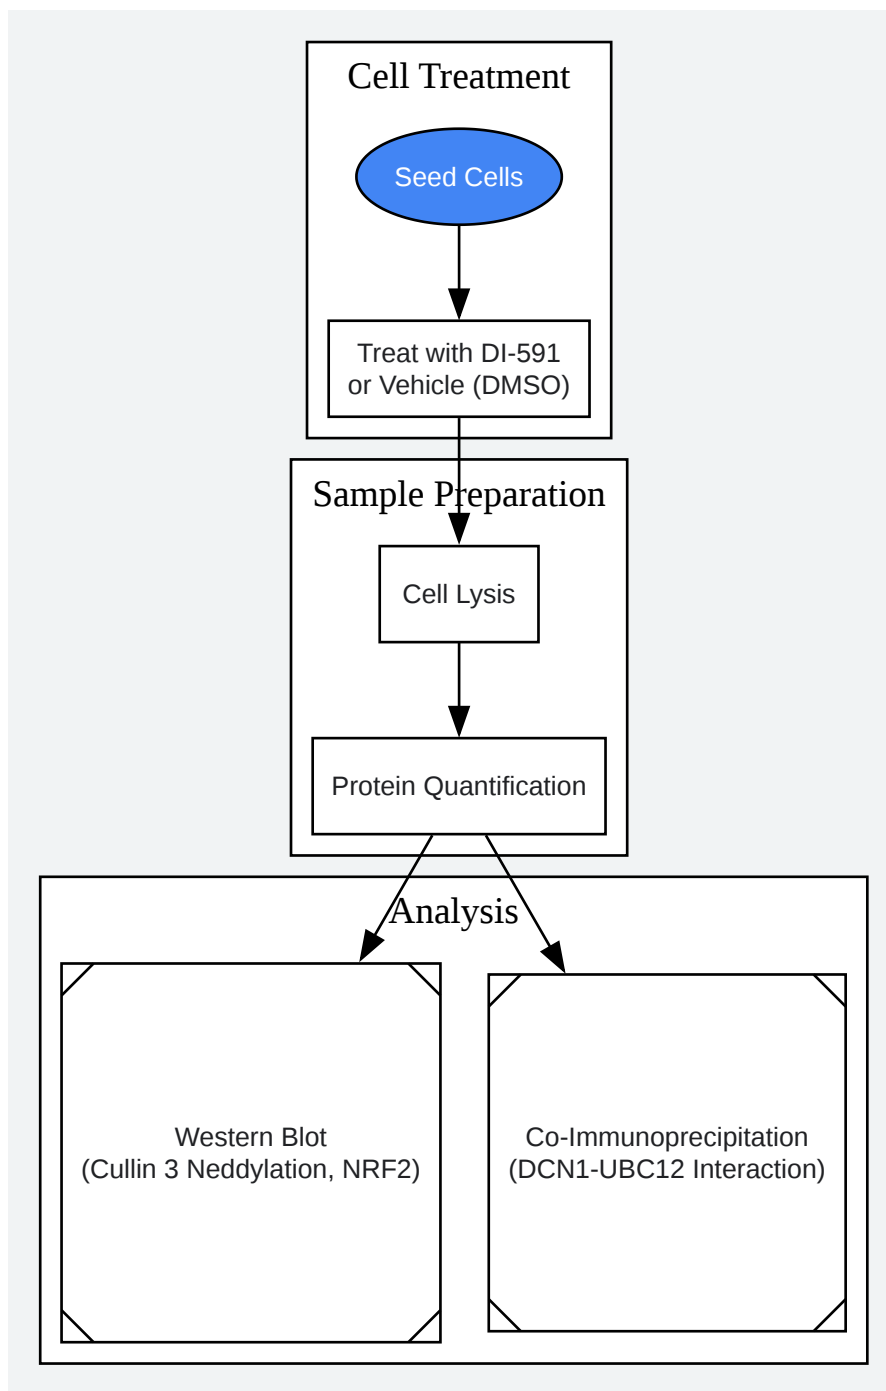 Cell Treatment
Seed Cells
Treat with DI-591
or Vehicle (DMSO)
Sample Preparation
Cell Lysis
Protein Quantification
Analysis
Western Blot
(Cullin 3 Neddylation, NRF2)
Co-Immunoprecipitation
(DCN1-UBC12 Interaction)